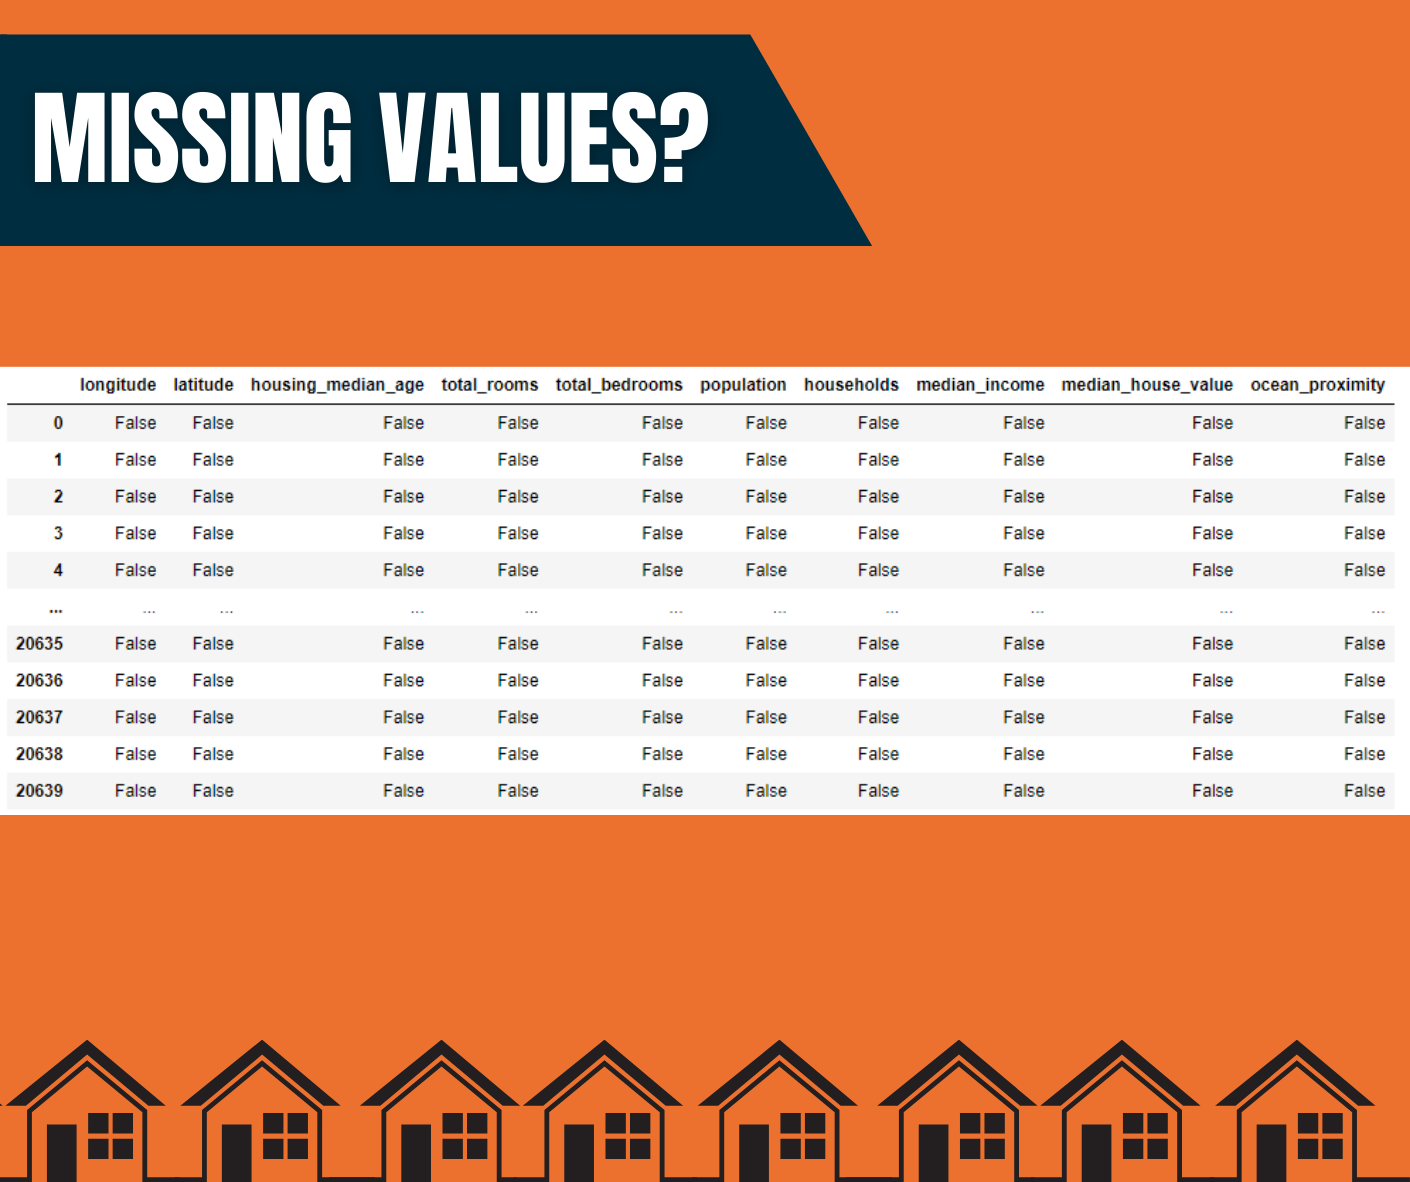 MISSING VALUES?
longitude latitude housing_median_age total_rooms total_bedrooms population households median_income median_house_value ocean_proximity
0 False False False False False False False False False False
1 False False False False False False False False False False
2 False False False False False False False False False False
3 False False False False False False False False False False
4 False False False False False False False False False False
... ... ... ... ... ... ... ... ... ... ...
20635 False False False False False False False False False False
20636 False False False False False False False False False False
20637 False False False False False False False False False False
20638 False False False False False False False False False False
20639 False False False False False False False False False False